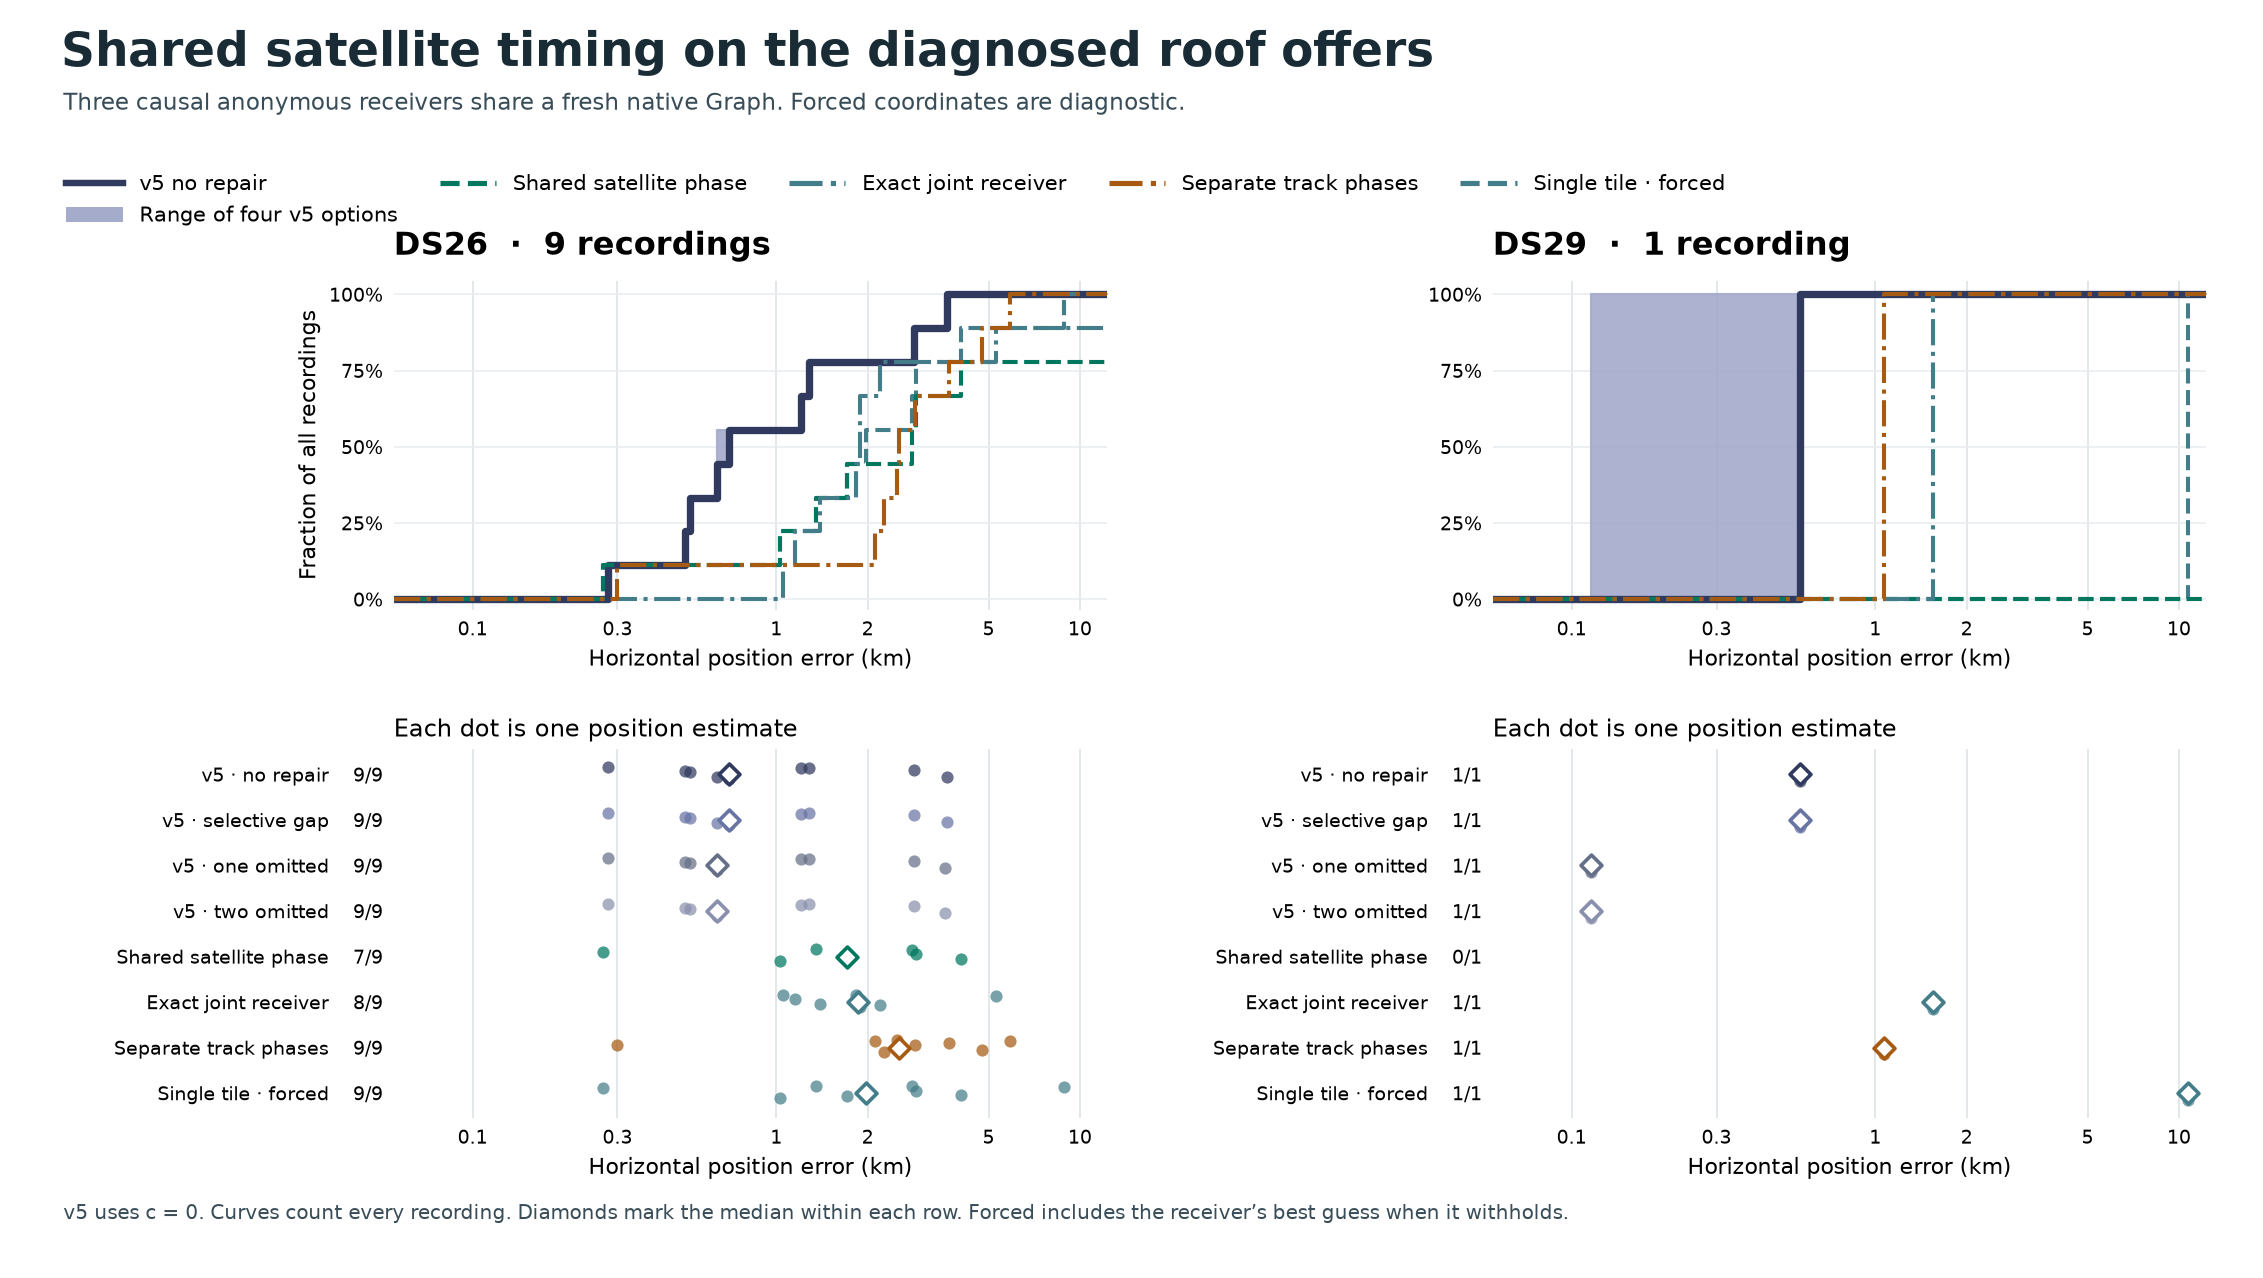 Shared satellite timing on the diagnosed roof offers
Three causal anonymous receivers share a fresh native Graph. Forced coordinates are diagnostic.
v5 no repair
Shared satellite phase
Exact joint receiver
Separate track phases
Single tile · forced
Range of four v5 options
DS26 · 9 recordings
Fraction of all recordings
100%
75%
50%
25%
0%
0.1 0.3 1 2 5 10
Horizontal position error (km)
DS29 · 1 recording
100%
75%
50%
25%
0%
0.1 0.3 1 2 5 10
Horizontal position error (km)
Each dot is one position estimate
v5 · no repair 9/9
v5 · selective gap 9/9
v5 · one omitted 9/9
v5 · two omitted 9/9
Shared satellite phase 7/9
Exact joint receiver 8/9
Separate track phases 9/9
Single tile · forced 9/9
0.1 0.3 1 2 5 10
Horizontal position error (km)
Each dot is one position estimate
v5 · no repair 1/1
v5 · selective gap 1/1
v5 · one omitted 1/1
v5 · two omitted 1/1
Shared satellite phase 0/1
Exact joint receiver 1/1
Separate track phases 1/1
Single tile · forced 1/1
0.1 0.3 1 2 5 10
Horizontal position error (km)
v5 uses c = 0. Curves count every recording. Diamonds mark the median within each row. Forced includes the receiver’s best guess when it withholds.